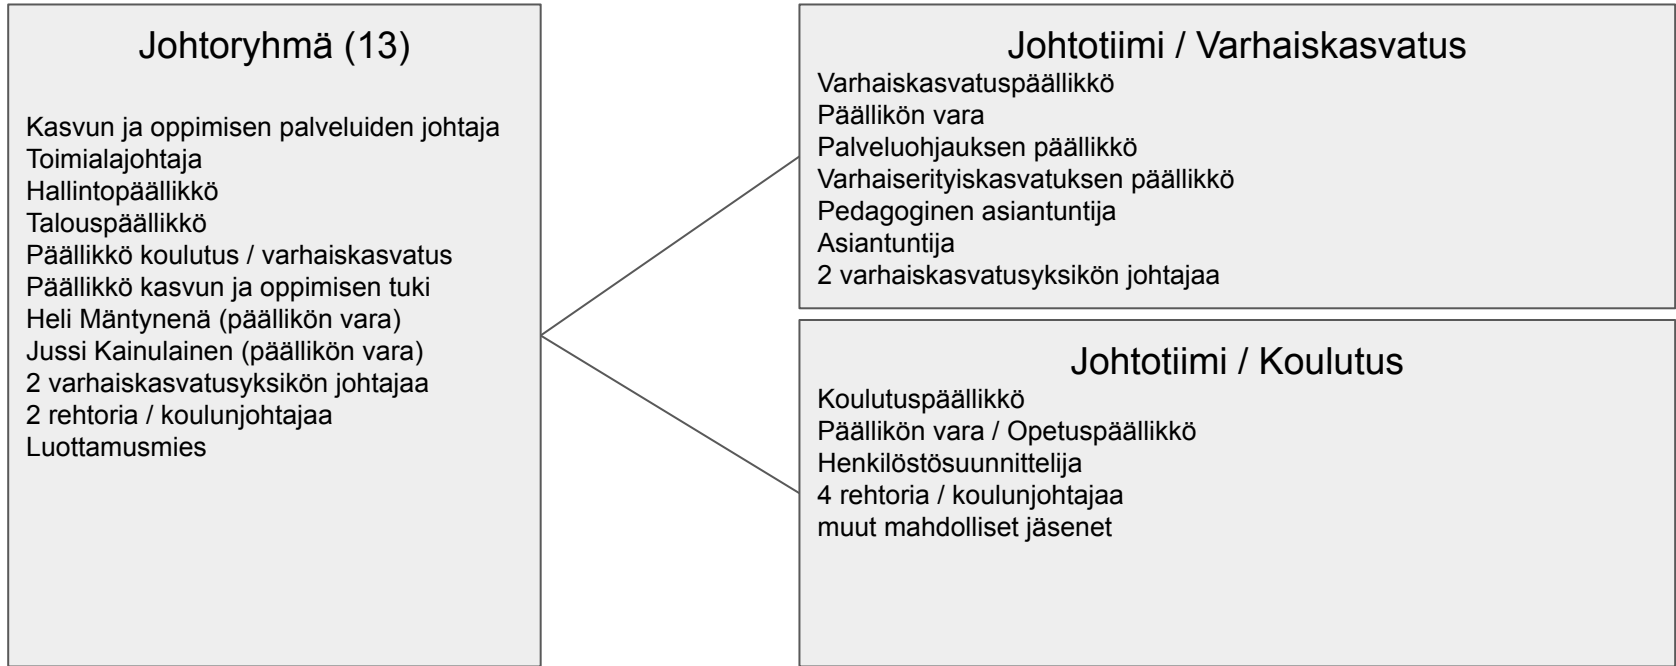 Johtoryhmä (13)
Kasvun ja oppimisen palveluiden johtaja
Toimialajohtaja
Hallintopäällikkö
Talouspäällikkö
Päällikkö koulutus / varhaiskasvatus
Päällikkö kasvun ja oppimisen tuki
Heli Mäntynenä (päällikön vara)
Jussi Kainulainen (päällikön vara)
2 varhaiskasvatusyksikön johtajaa
2 rehtoria / koulunjohtajaa
Luottamusmies
Johtotiimi / Varhaiskasvatus
Varhaiskasvatuspäällikkö
Päällikön vara
Palveluohjauksen päällikkö
Varhaiserityiskasvatuksen päällikkö
Pedagoginen asiantuntija
Asiantuntija
2 varhaiskasvatusyksikön johtajaa
Johtotiimi / Koulutus
Koulutuspäällikkö
Päällikön vara / Opetuspäällikkö
Henkilöstösuunnittelija
4 rehtoria / koulunjohtajaa
muut mahdolliset jäsenet